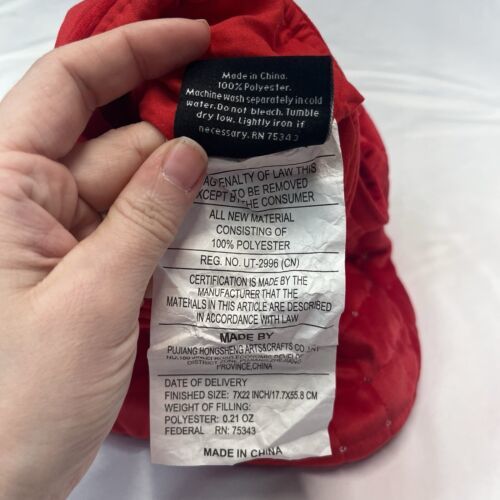 Made in China.
100% Polyester.
Machine wash separately in cold
water. Do not bleach. Tumble
dry low. Lightly iron if
necessary. RN 75343
ENALTY OF LAW THIS
TO BE REMOVED
THE CONSUMER
ALL NEW MATERIAL
CONSISTING OF
100% POLYESTER
REG. NO. UT-2996 (CN)
CERTIFICATION IS MADE BY THE
MANUFACTURER THAT THE
MATERIALS IN THIS ARTICLE ARE DESCRIBED
IN ACCORDANCE WITH LAW
MADE BY
PUJIANG HONGSHENG ARTS&CRAFTS CO
PROVINCE,CHINA
DATE OF DELIVERY
FINISHED SIZE: 7X22 INCH/17.7X55.8 CM
WEIGHT OF FILLING:
POLYESTER: 0.21 OZ
FEDERAL RN: 75343
MADE IN CHINA